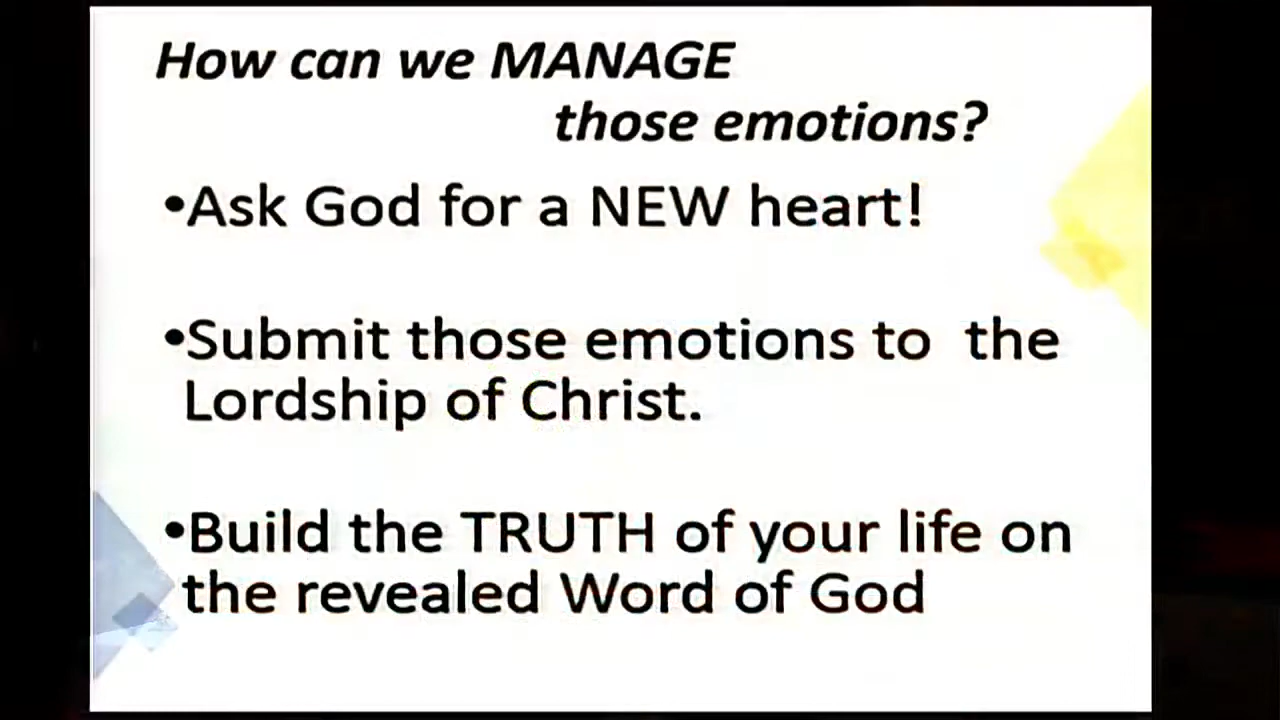 How can we MANAGE
those emotions?
•Ask God for a NEW heart!
•Submit those emotions to the
Lordship of Christ.
•Build the TRUTH of your life on
the revealed Word of God